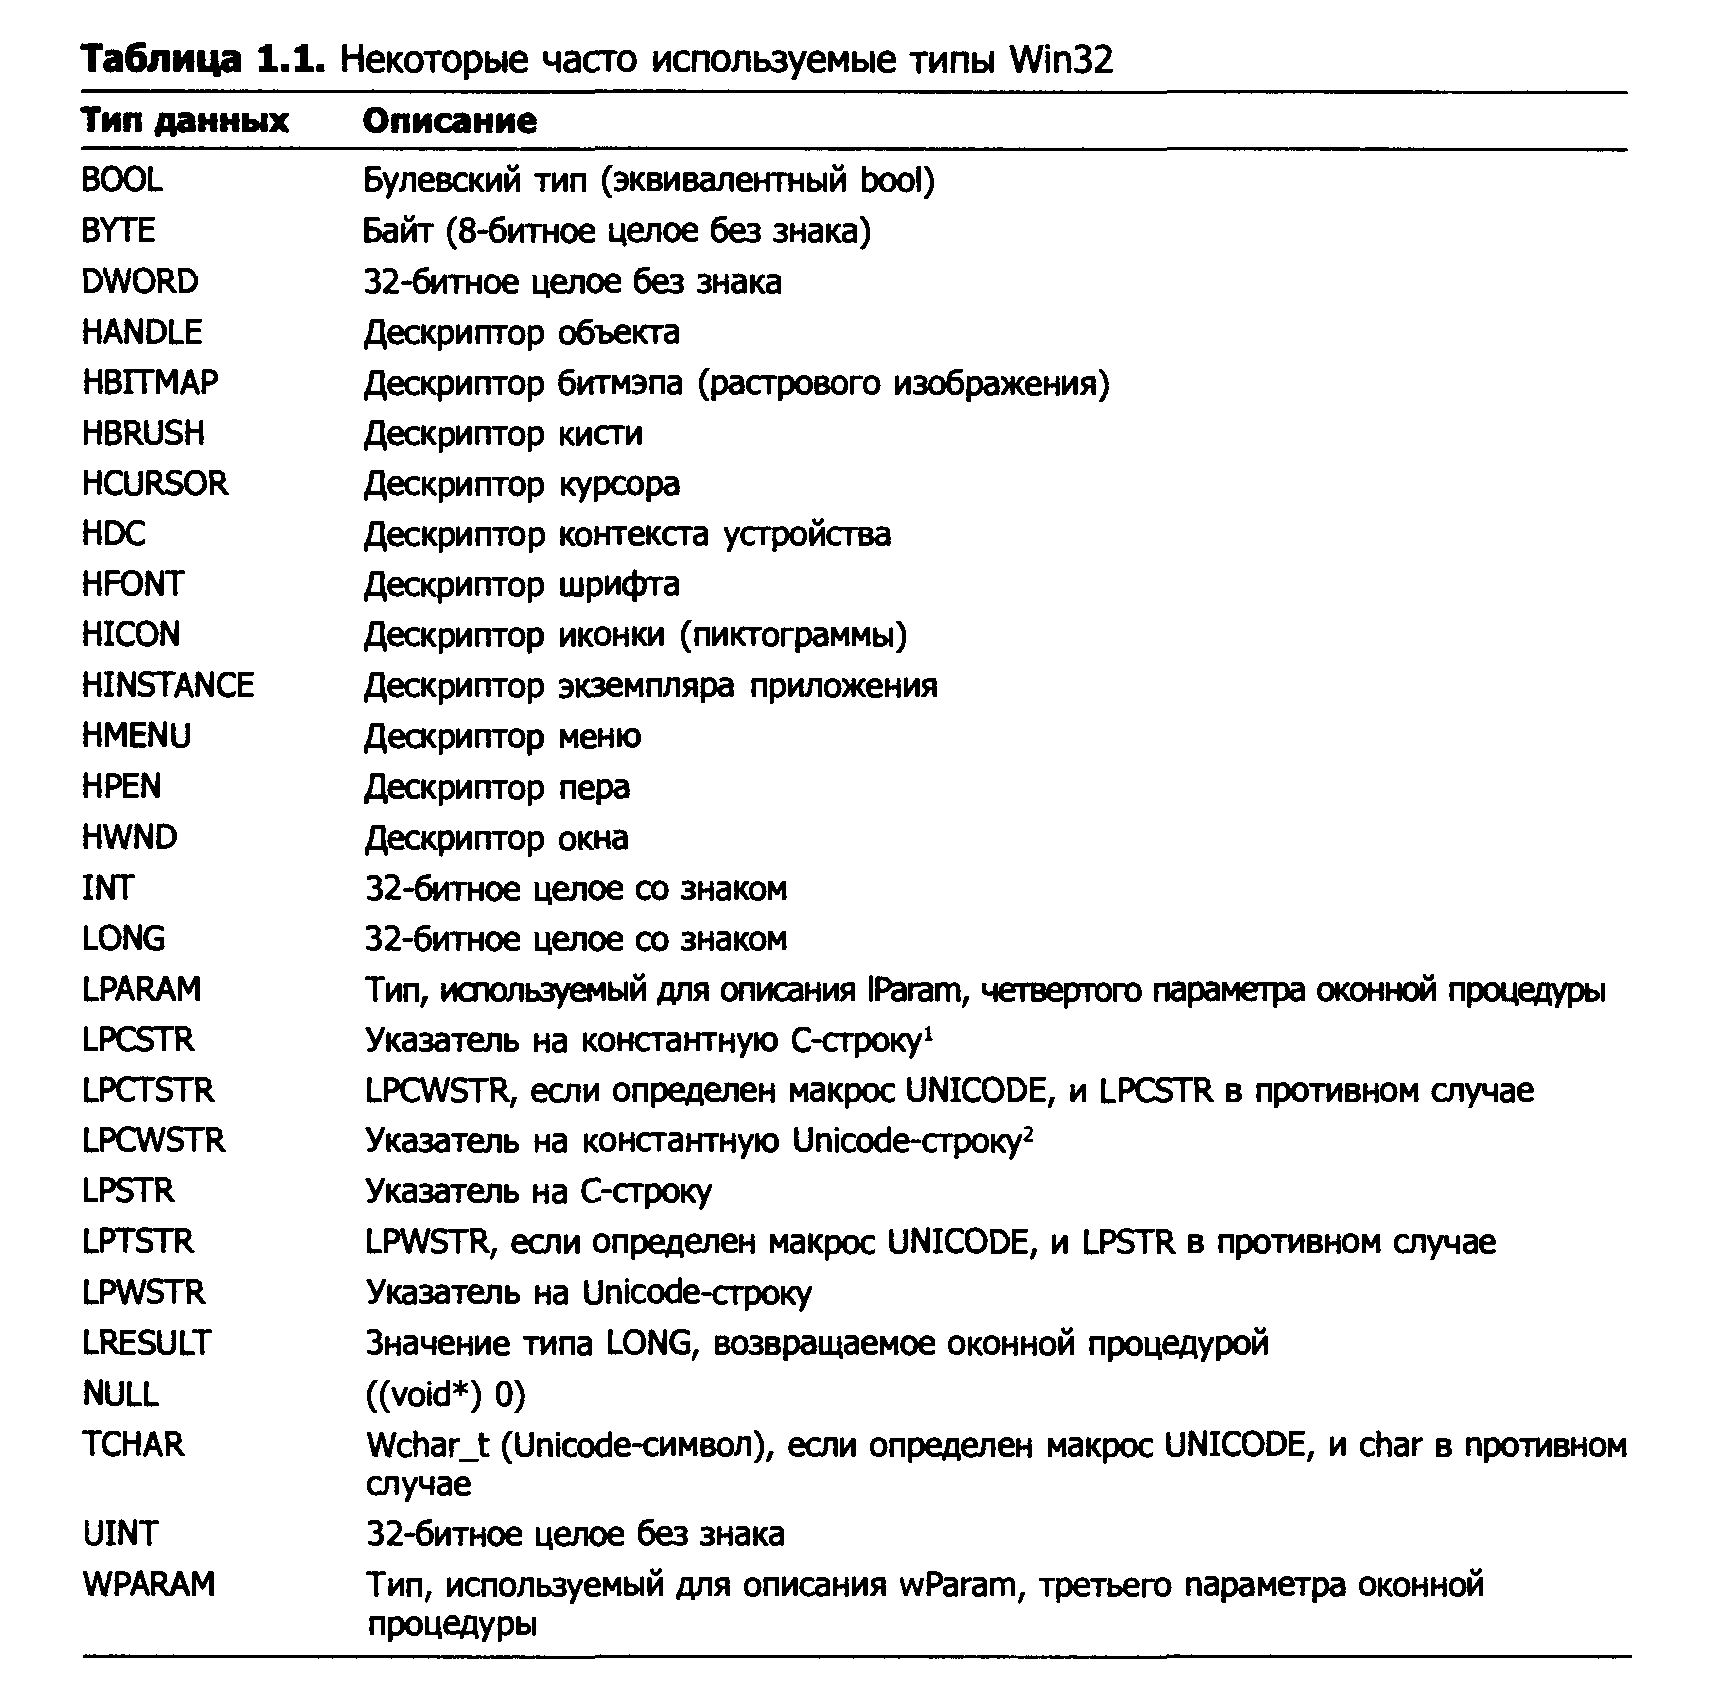 Таблица 1.1. Некоторые часто используемые типы Win32
Тип данных Описание
BOOL Булевский тип (эквивалентный bool)
BYTE Байт (8-битное целое без знака)
DWORD 32-битное целое без знака
HANDLE Дескриптор объекта
HBITMAP Дескриптор битмэпа (растрового изображения)
HBRUSH Дескриптор кисти
HCURSOR Дескриптор курсора
HDC Дескриптор контекста устройства
HFONT Дескриптор шрифта
HICON Дескриптор иконки (пиктограммы)
HINSTANCE Дескриптор экземпляра приложения
HMENU Дескриптор меню
HPEN Дескриптор пера
HWND Дескриптор окна
INT 32-битное целое со знаком
LONG 32-битное целое со знаком
LPARAM Тип, используемый для описания lParam, четвертого параметра оконной процедуры
LPCSTR Указатель на константную C-строку¹
LPCTSTR LPCWSTR, если определен макрос UNICODE, и LPCSTR в противном случае
LPCWSTR Указатель на константную Unicode-строку²
LPSTR Указатель на C-строку
LPTSTR LPWSTR, если определен макрос UNICODE, и LPSTR в противном случае
LPWSTR Указатель на Unicode-строку
LRESULT Значение типа LONG, возвращаемое оконной процедурой
NULL ((void*) 0)
TCHAR Wchar_t (Unicode-символ), если определен макрос UNICODE, и char в противном
случае
UINT 32-битное целое без знака
WPARAM Тип, используемый для описания wParam, третьего параметра оконной
процедуры